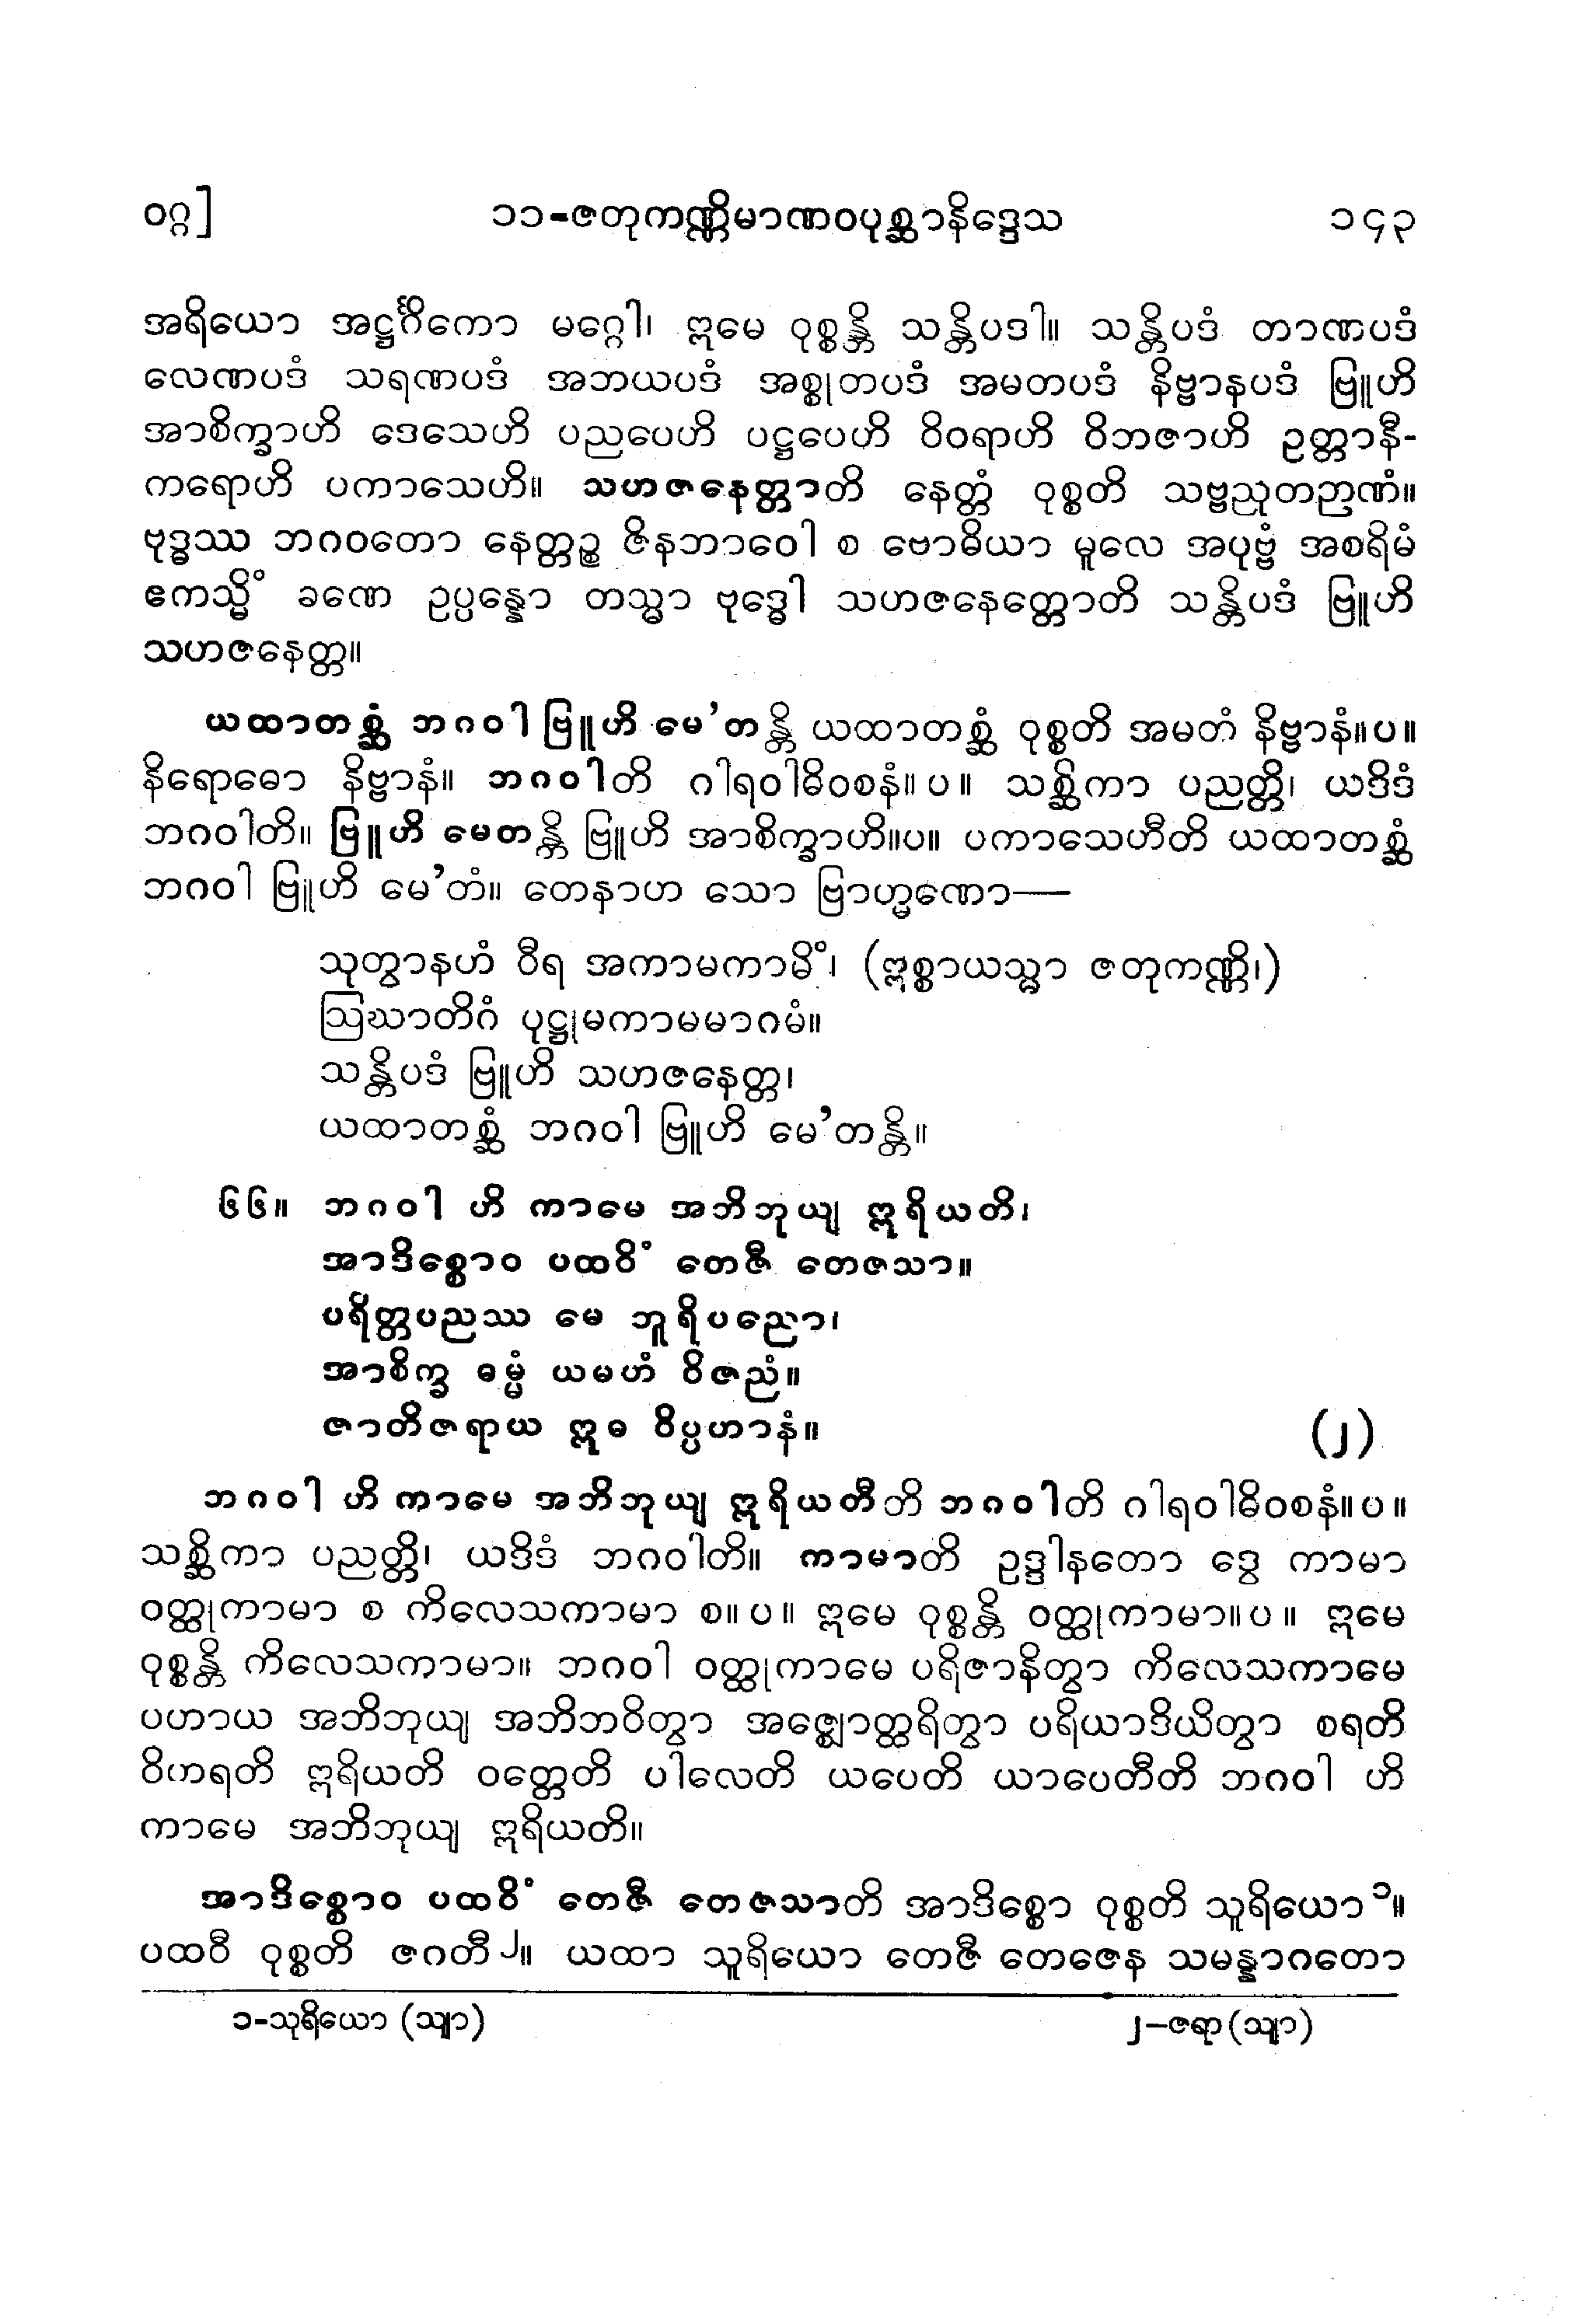 ဝဂ္ဂ]
၁၁-ဇတုကဏ္ဏိမာဏဝပုစ္ဆာနိဒ္ဒေသ
၁၄၃
အရိယော အဋ္ဌင်္ဂိကော မဂ္ဂေါ၊ ဣမေ ဝုစ္စန္တိ သန္တိပဒါ။ သန္တိပဒံ တာဏပဒံ
လေဏပဒံ သရဏပဒံ အဘယပဒံ အစ္စုတပဒံ အမတပဒံ နိဗ္ဗာနပဒံ ဗြူဟိ
အာစိက္ခာဟိ ဒေသေဟိ ပညပေဟိ ပဋ္ဌပေဟိ ဝိဝရာဟိ ဝိဘဇာဟိ ဥတ္တာနီ-
ကရောဟိ ပကာသေဟိ။ သဟဇနေတ္တာတိ နေတ္တံ ဝုစ္စတိ သဗ္ဗညုတဉာဏံ။
ဗုဒ္ဓဿ ဘဂဝတော နေတ္တဉ္စ ဇိနဘာဝေါ စ ဗောဓိယာ မူလေ အပုဗ္ဗံ အစရိမံ
ဧကသ္မိံ ခဏေ ဥပ္ပန္နော တသ္မာ ဗုဒ္ဓေါ သဟဇနေတ္တောတိ သန္တိပဒံ ဗြူဟိ
သဟဇနေတ္တ။
ယထာတစ္ဆံ ဘဂဝါ ဗြူဟိ မေ’တန္တိ ယထာတစ္ဆံ ဝုစ္စတိ အမတံ နိဗ္ဗာနံ။ပ။
နိရောဓော နိဗ္ဗာနံ။ ဘဂဝါတိ ဂါရဝါဓိဝစနံ။ပ။ သစ္ဆိကာ ပညတ္တိ၊ ယဒိဒံ
ဘဂဝါတိ။ ဗြူဟိ မေတန္တိ ဗြူဟိ အာစိက္ခာဟိ။ပ။ ပကာသေဟီတိ ယထာတစ္ဆံ
ဘဂဝါ ဗြူဟိ မေ’တံ။ တေနာဟ သော ဗြာဟ္မဏော—
သုတွာနဟံ ဝီရ အကာမကာမိံ၊ (ဣစ္စာယသ္မာ ဇတုကဏ္ဏိ၊)
ဩဃာတိဂံ ပုဋ္ဌုမကာမမာဂမံ။
သန္တိပဒံ ဗြူဟိ သဟဇနေတ္တ၊
ယထာတစ္ဆံ ဘဂဝါ ဗြူဟိ မေ’တန္တိ။
၆၆။ ဘဂဝါ ဟိ ကာမေ အဘိဘုယျ ဣရိယတိ၊
အာဒိစ္စောဝ ပထဝိံ တေဇီ တေဇသာ။
ပရိတ္တပညဿ မေ ဘူရိပညော၊
အာစိက္ခ ဓမ္မံ ယမဟံ ဝိဇညံ။
ဇာတိဇရာယ ဣဓ ဝိပ္ပဟာနံ။ (၂)
ဘဂဝါ ဟိ ကာမေ အဘိဘုယျ ဣရိယတီတိ ဘဂဝါတိ ဂါရဝါဓိဝစနံ။ပ။
သစ္ဆိကာ ပညတ္တိ၊ ယဒိဒံ ဘဂဝါတိ။ ကာမာတိ ဥဒ္ဒါနတော ဒွေ ကာမာ
ဝတ္ထုကာမာ စ ကိလေသကာမာ စ။ပ။ ဣမေ ဝုစ္စန္တိ ဝတ္ထုကာမာ။ပ။ ဣမေ
ဝုစ္စန္တိ ကိလေသကာမာ။ ဘဂဝါ ဝတ္ထုကာမေ ပရိဇာနိတွာ ကိလေသကာမေ
ပဟာယ အဘိဘုယျ အဘိဘဝိတွာ အဇ္ဈောတ္ထရိတွာ ပရိယာဒိယိတွာ စရတိ
ဝိဟရတိ ဣရိယတိ ဝတ္တေတိ ပါလေတိ ယပေတိ ယာပေတီတိ ဘဂဝါ ဟိ
ကာမေ အဘိဘုယျ ဣရိယတိ။
အာဒိစ္စောဝ ပထဝိံ တေဇီ တေဇသာတိ အာဒိစ္စော ဝုစ္စတိ သူရိယော၁။
ပထဝီ ဝုစ္စတိ ဇဂတီ၂။ ယထာ သူရိယော တေဇီ တေဇေန သမန္နာဂတော
၁-သုရိယော (သျာ)
၂-ဇရာ (သျာ)